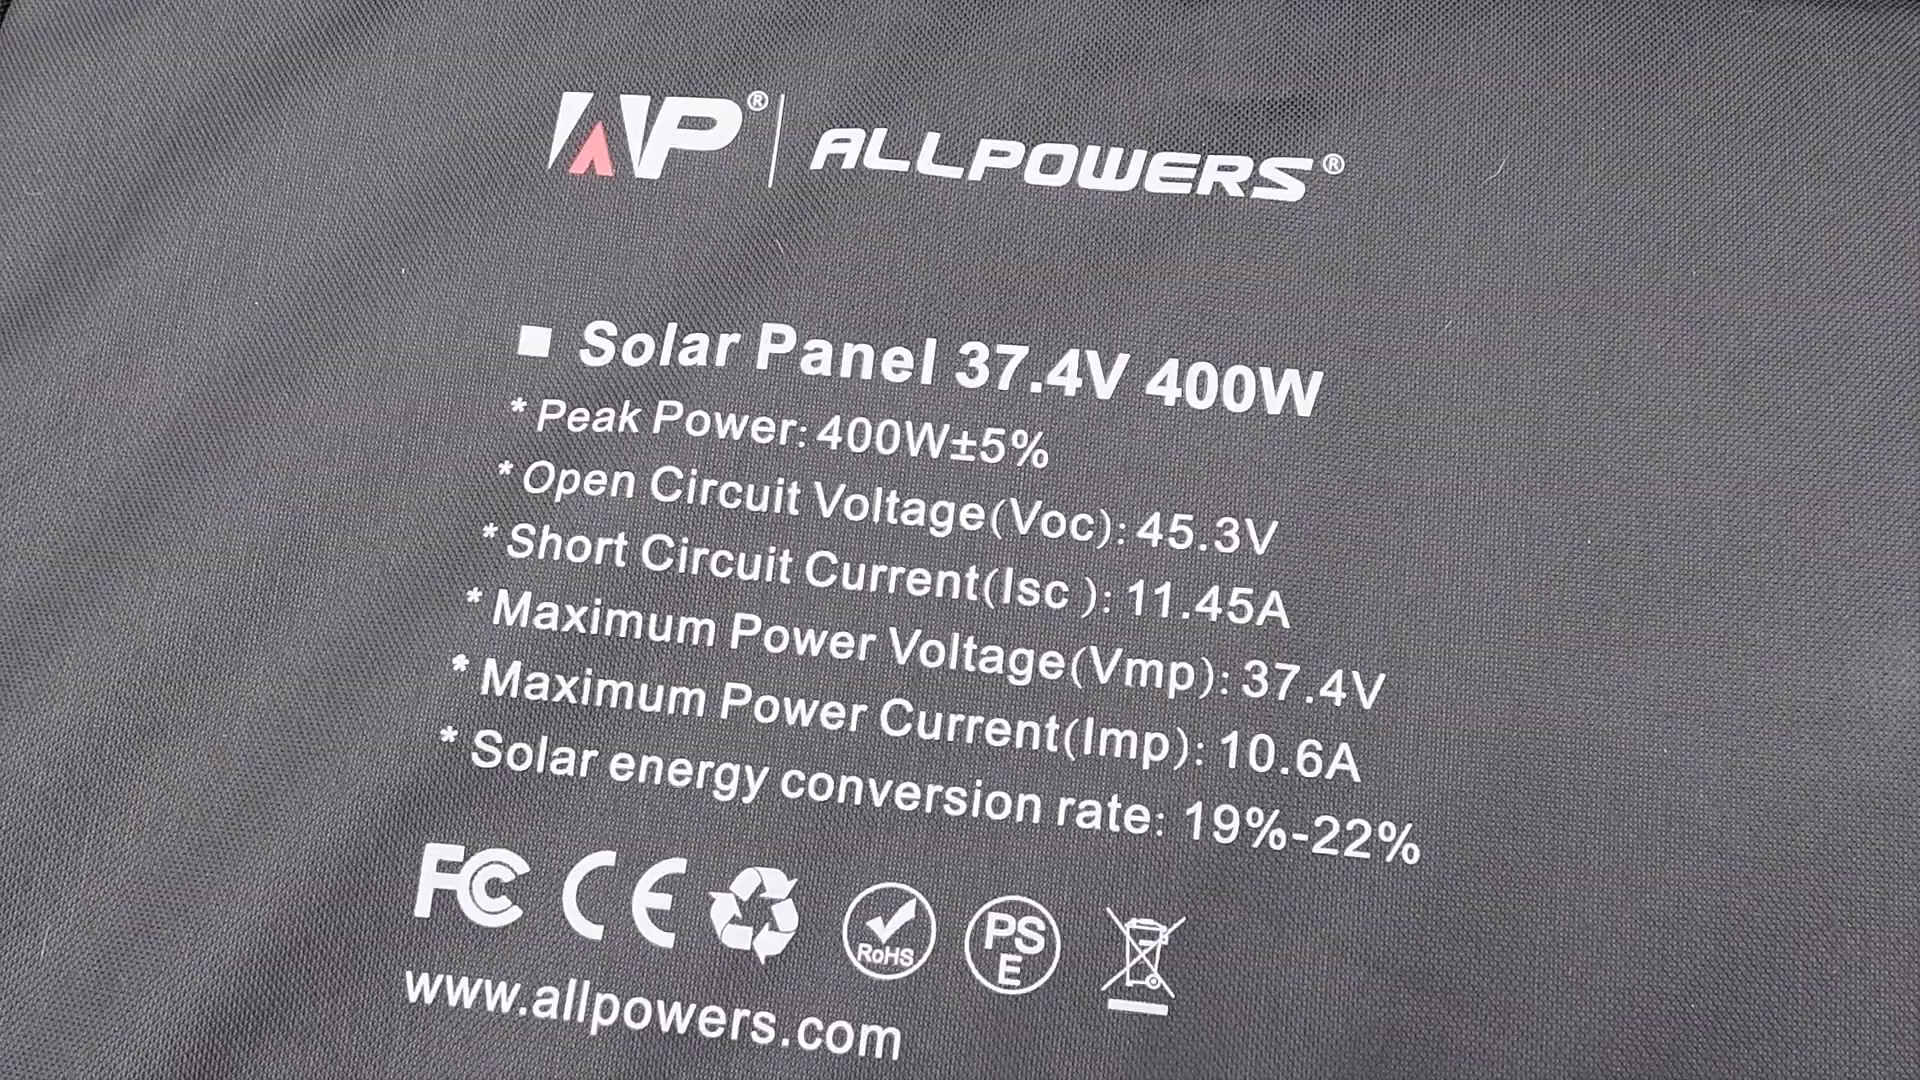 AP® | ALLPOWERS®
■ Solar Panel 37.4V 400W
* Peak Power: 400W±5%
* Open Circuit Voltage(Voc): 45.3V
* Short Circuit Current(Isc ): 11.45A
* Maximum Power Voltage(Vmp): 37.4V
* Maximum Power Current(Imp): 10.6A
* Solar energy conversion rate: 19%-22%
FC CE RoHS PS E
www.allpowers.com